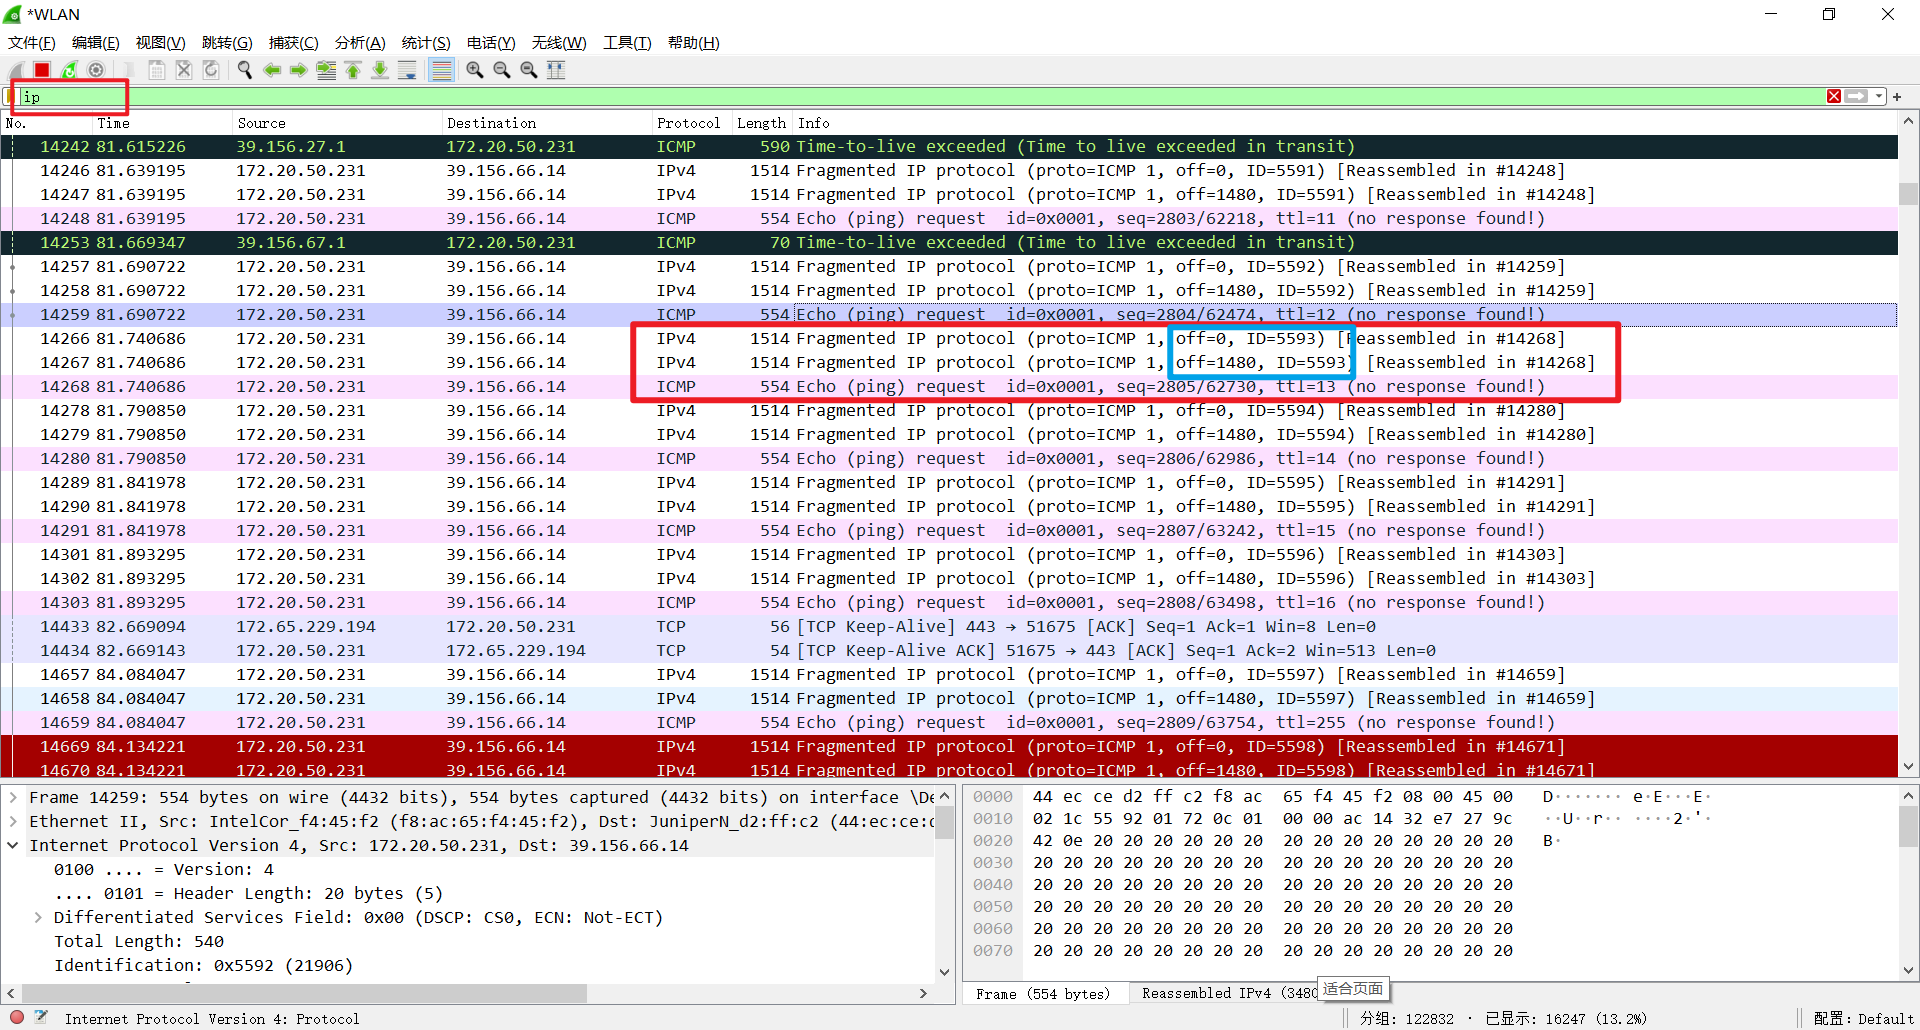 *WLAN
文件(F) 编辑(E) 视图(V) 跳转(G) 捕获(C) 分析(A) 统计(S) 电话(Y) 无线(W) 工具(T) 帮助(H)
ip
No. Time Source Destination Protocol Length Info
14242 81.615226 39.156.27.1 172.20.50.231 ICMP 590 Time-to-live exceeded (Time to live exceeded in transit)
14246 81.639195 172.20.50.231 39.156.66.14 IPv4 1514 Fragmented IP protocol (proto=ICMP 1, off=0, ID=5591) [Reassembled in #14248]
14247 81.639195 172.20.50.231 39.156.66.14 IPv4 1514 Fragmented IP protocol (proto=ICMP 1, off=1480, ID=5591) [Reassembled in #14248]
14248 81.639195 172.20.50.231 39.156.66.14 ICMP 554 Echo (ping) request id=0x0001, seq=2803/62218, ttl=11 (no response found!)
14253 81.669347 39.156.67.1 172.20.50.231 ICMP 70 Time-to-live exceeded (Time to live exceeded in transit)
14257 81.690722 172.20.50.231 39.156.66.14 IPv4 1514 Fragmented IP protocol (proto=ICMP 1, off=0, ID=5592) [Reassembled in #14259]
14258 81.690722 172.20.50.231 39.156.66.14 IPv4 1514 Fragmented IP protocol (proto=ICMP 1, off=1480, ID=5592) [Reassembled in #14259]
14259 81.690722 172.20.50.231 39.156.66.14 ICMP 554 Echo (ping) request id=0x0001, seq=2804/62474, ttl=12 (no response found!)
14266 81.740686 172.20.50.231 39.156.66.14 IPv4 1514 Fragmented IP protocol (proto=ICMP 1, off=0, ID=5593) [Reassembled in #14268]
14267 81.740686 172.20.50.231 39.156.66.14 IPv4 1514 Fragmented IP protocol (proto=ICMP 1, off=1480, ID=5593) [Reassembled in #14268]
14268 81.740686 172.20.50.231 39.156.66.14 ICMP 554 Echo (ping) request id=0x0001, seq=2805/62730, ttl=13 (no response found!)
14278 81.790850 172.20.50.231 39.156.66.14 IPv4 1514 Fragmented IP protocol (proto=ICMP 1, off=0, ID=5594) [Reassembled in #14280]
14279 81.790850 172.20.50.231 39.156.66.14 IPv4 1514 Fragmented IP protocol (proto=ICMP 1, off=1480, ID=5594) [Reassembled in #14280]
14280 81.790850 172.20.50.231 39.156.66.14 ICMP 554 Echo (ping) request id=0x0001, seq=2806/62986, ttl=14 (no response found!)
14289 81.841978 172.20.50.231 39.156.66.14 IPv4 1514 Fragmented IP protocol (proto=ICMP 1, off=0, ID=5595) [Reassembled in #14291]
14290 81.841978 172.20.50.231 39.156.66.14 IPv4 1514 Fragmented IP protocol (proto=ICMP 1, off=1480, ID=5595) [Reassembled in #14291]
14291 81.841978 172.20.50.231 39.156.66.14 ICMP 554 Echo (ping) request id=0x0001, seq=2807/63242, ttl=15 (no response found!)
14301 81.893295 172.20.50.231 39.156.66.14 IPv4 1514 Fragmented IP protocol (proto=ICMP 1, off=0, ID=5596) [Reassembled in #14303]
14302 81.893295 172.20.50.231 39.156.66.14 IPv4 1514 Fragmented IP protocol (proto=ICMP 1, off=1480, ID=5596) [Reassembled in #14303]
14303 81.893295 172.20.50.231 39.156.66.14 ICMP 554 Echo (ping) request id=0x0001, seq=2808/63498, ttl=16 (no response found!)
14433 82.669094 172.65.229.194 172.20.50.231 TCP 56 [TCP Keep-Alive] 443 → 51675 [ACK] Seq=1 Ack=1 Win=8 Len=0
14434 82.669143 172.20.50.231 172.65.229.194 TCP 54 [TCP Keep-Alive ACK] 51675 → 443 [ACK] Seq=1 Ack=2 Win=513 Len=0
14657 84.084047 172.20.50.231 39.156.66.14 IPv4 1514 Fragmented IP protocol (proto=ICMP 1, off=0, ID=5597) [Reassembled in #14659]
14658 84.084047 172.20.50.231 39.156.66.14 IPv4 1514 Fragmented IP protocol (proto=ICMP 1, off=1480, ID=5597) [Reassembled in #14659]
14659 84.084047 172.20.50.231 39.156.66.14 ICMP 554 Echo (ping) request id=0x0001, seq=2809/63754, ttl=255 (no response found!)
14669 84.134221 172.20.50.231 39.156.66.14 IPv4 1514 Fragmented IP protocol (proto=ICMP 1, off=0, ID=5598) [Reassembled in #14671]
14670 84.134221 172.20.50.231 39.156.66.14 IPv4 1514 Fragmented IP protocol (proto=ICMP 1, off=1480, ID=5598) [Reassembled in #14671]
Frame 14259: 554 bytes on wire (4432 bits), 554 bytes captured (4432 bits) on interface \De
Ethernet II, Src: IntelCor_f4:45:f2 (f8:ac:65:f4:45:f2), Dst: JuniperN_d2:ff:c2 (44:ec:ce:d
Internet Protocol Version 4, Src: 172.20.50.231, Dst: 39.156.66.14
0100 .... = Version: 4
.... 0101 = Header Length: 20 bytes (5)
Differentiated Services Field: 0x00 (DSCP: CS0, ECN: Not-ECT)
Total Length: 540
Identification: 0x5592 (21906)
0000 44 ec ce d2 ff c2 f8 ac 65 f4 45 f2 08 00 45 00 D······· e·E···E·
0010 02 1c 55 92 01 72 0c 01 00 00 ac 14 32 e7 27 9c ··U··r·· ····2·'·
0020 42 0e 20 20 20 20 20 20 20 20 20 20 20 20 20 20 B·
0030 20 20 20 20 20 20 20 20 20 20 20 20 20 20 20 20
0040 20 20 20 20 20 20 20 20 20 20 20 20 20 20 20 20
0050 20 20 20 20 20 20 20 20 20 20 20 20 20 20 20 20
0060 20 20 20 20 20 20 20 20 20 20 20 20 20 20 20 20
0070 20 20 20 20 20 20 20 20 20 20 20 20 20 20 20 20
Frame (554 bytes) Reassembled IPv4 (3480 适合页面
Internet Protocol Version 4: Protocol 分组: 122832 · 已显示: 16247 (13.2%) 配置: Default